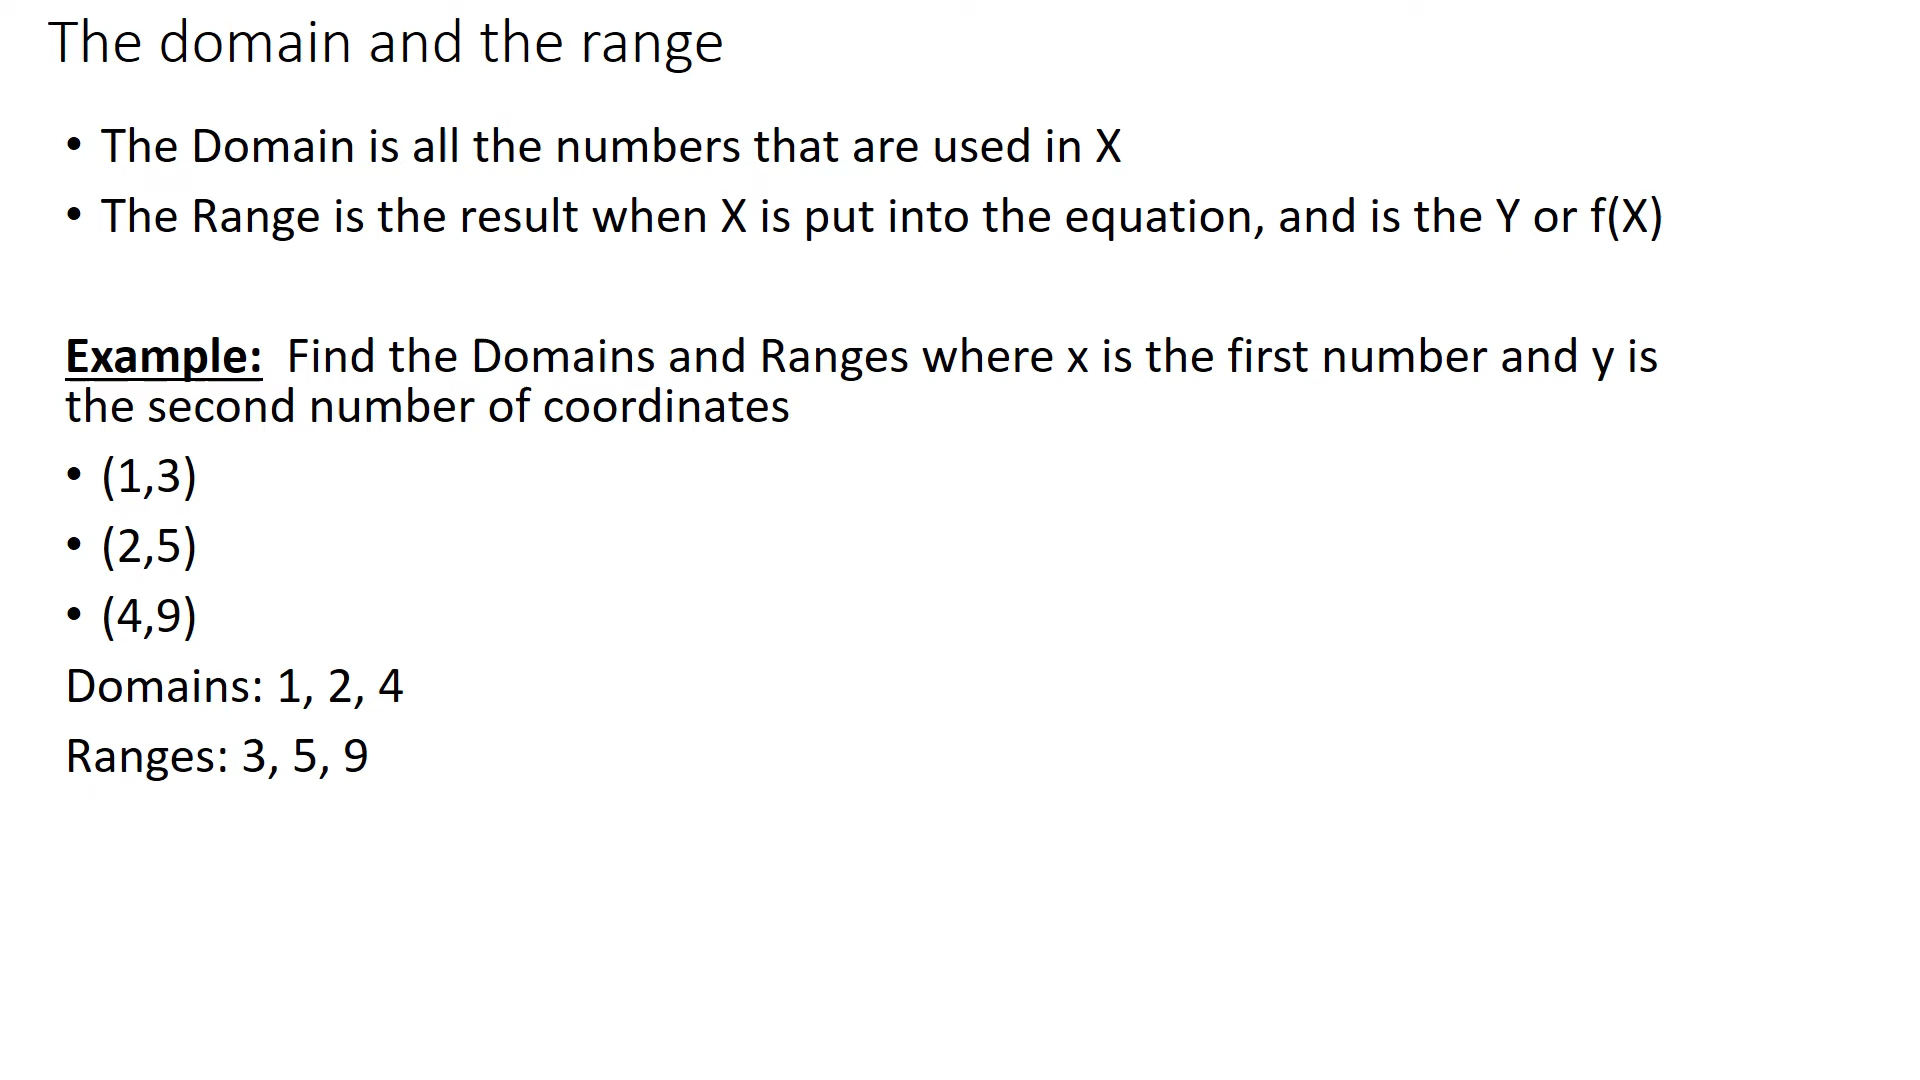 The domain and the range
• The Domain is all the numbers that are used in X
• The Range is the result when X is put into the equation, and is the Y or f(X)
Example: Find the Domains and Ranges where x is the first number and y is
the second number of coordinates
• (1,3)
• (2,5)
• (4,9)
Domains: 1, 2, 4
Ranges: 3, 5, 9